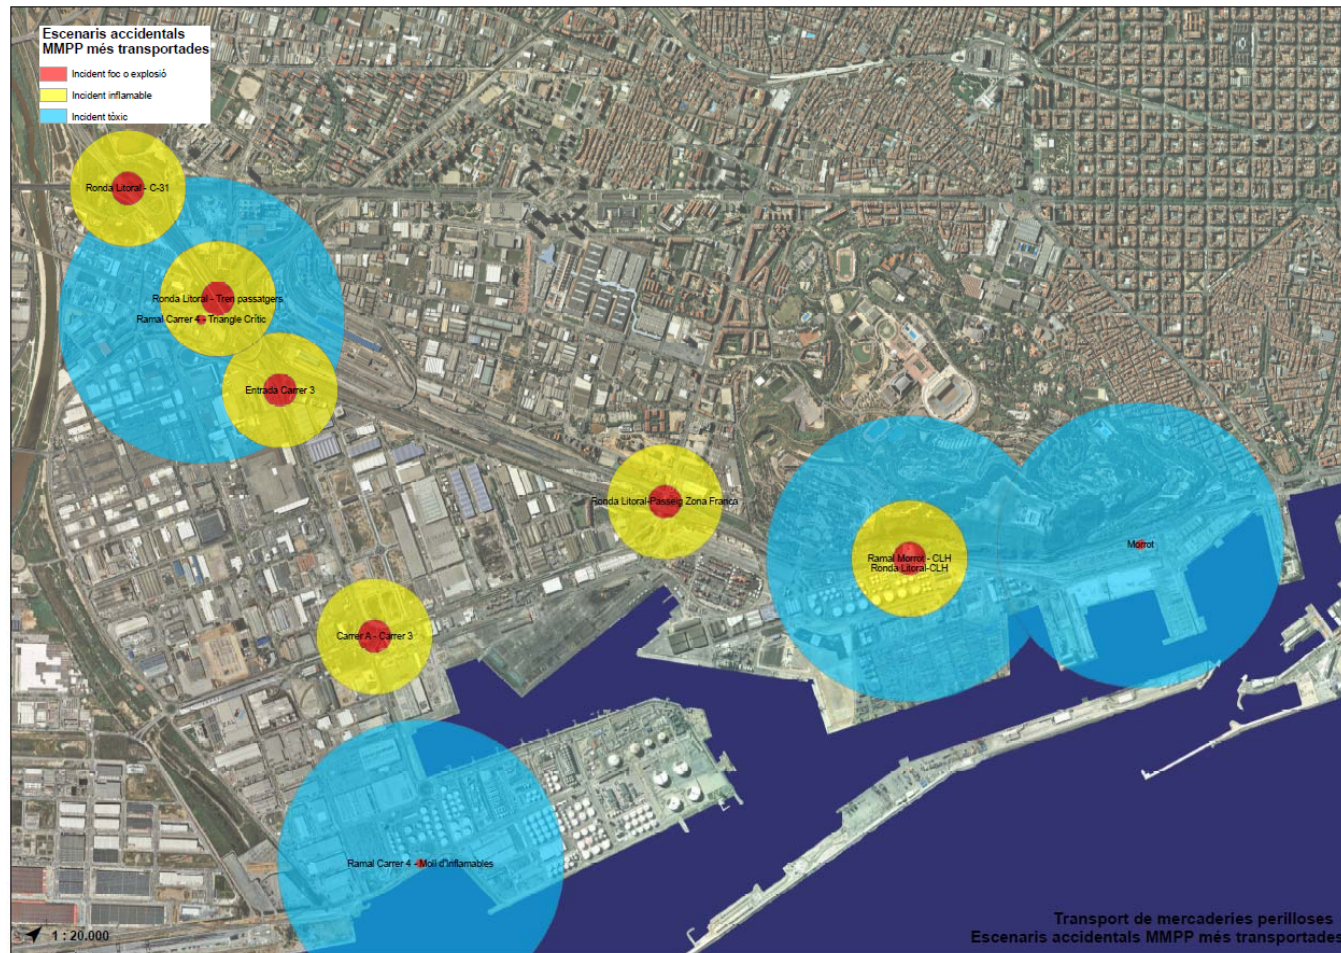 Escenaris accidentals
MMPP més transportades
Incident foc o explosió
Incident inflamable
Incident tòxic
Ronda Litoral - C-31
Ronda Litoral - Tren passatgers
Ramal Carrer 4 - Triangle Crític
Entrada Carrer 3
Ronda Litoral-Passeig Zona Franca
Ramal Morrot - CLH
Ronda Litoral-CLH
Morrot
Carrer A - Carrer 3
Ramal Carrer 4 - Moll d'Inflamables
1 : 20.000
Transport de mercaderies perilloses
Escenaris accidentals MMPP més transportades